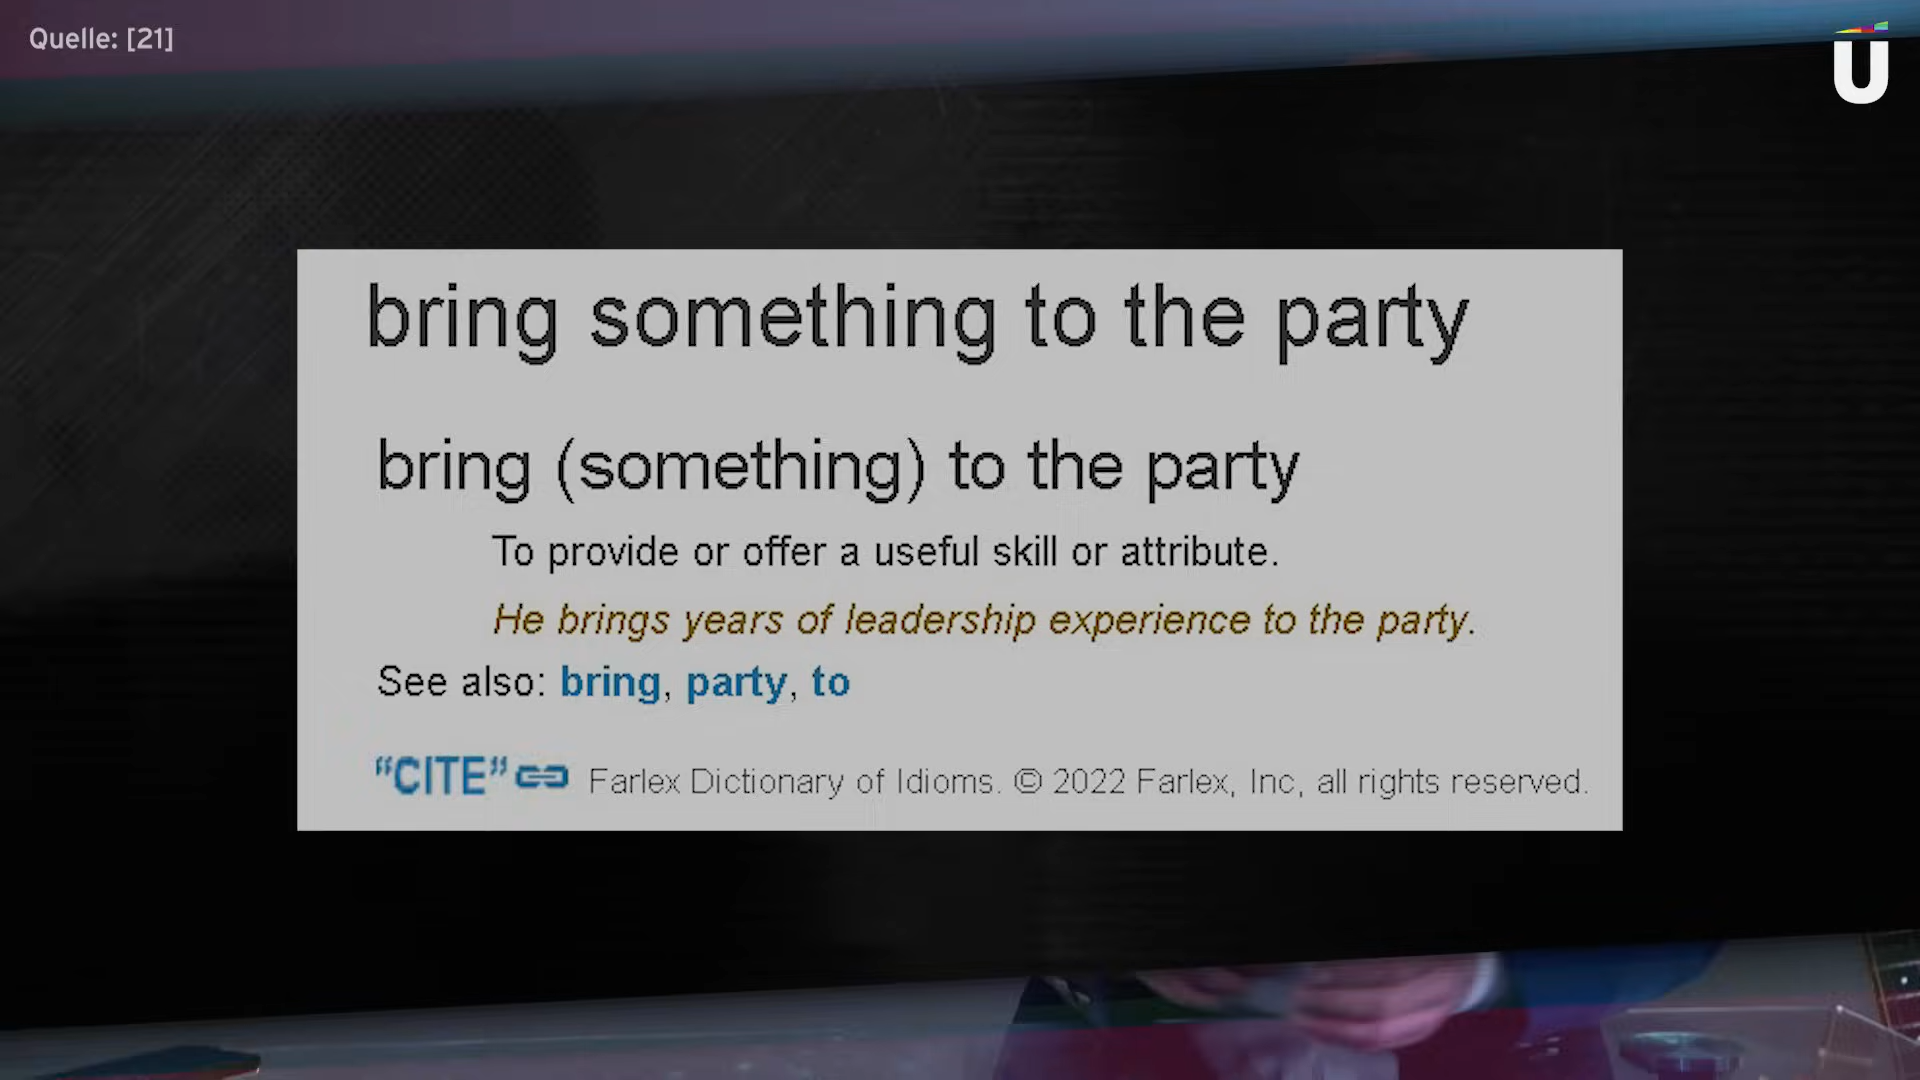 Quelle: [21]
U
bring something to the party
bring (something) to the party
To provide or offer a useful skill or attribute.
He brings years of leadership experience to the party.
See also: bring, party, to
“CITE” Farlex Dictionary of Idioms. © 2022 Farlex, Inc, all rights reserved.